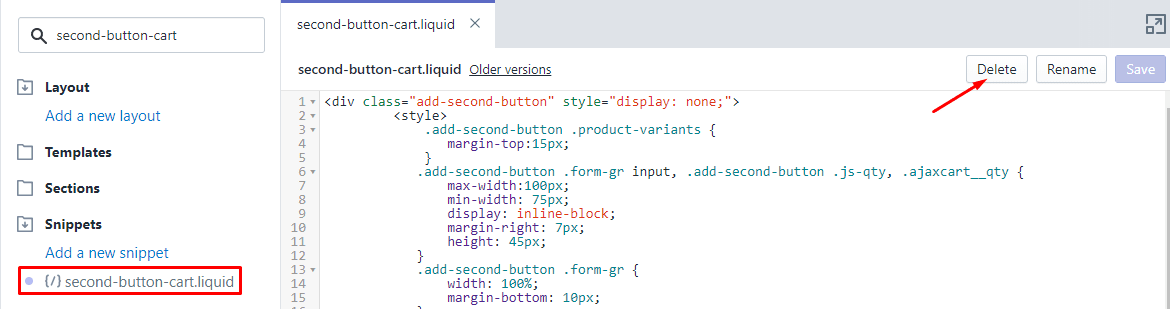 second-button-cart
Layout
Add a new layout
Templates
Sections
Snippets
Add a new snippet
{/} second-button-cart.liquid
second-button-cart.liquid ×
second-button-cart.liquid Older versions Delete Rename Save
1 <div class="add-second-button" style="display: none;">
2 <style>
3 .add-second-button .product-variants {
4 margin-top:15px;
5 }
6 .add-second-button .form-gr input, .add-second-button .js-qty, .ajaxcart__qty {
7 max-width:100px;
8 min-width: 75px;
9 display: inline-block;
10 margin-right: 7px;
11 height: 45px;
12 }
13 .add-second-button .form-gr {
14 width: 100%;
15 margin-bottom: 10px;
16 }